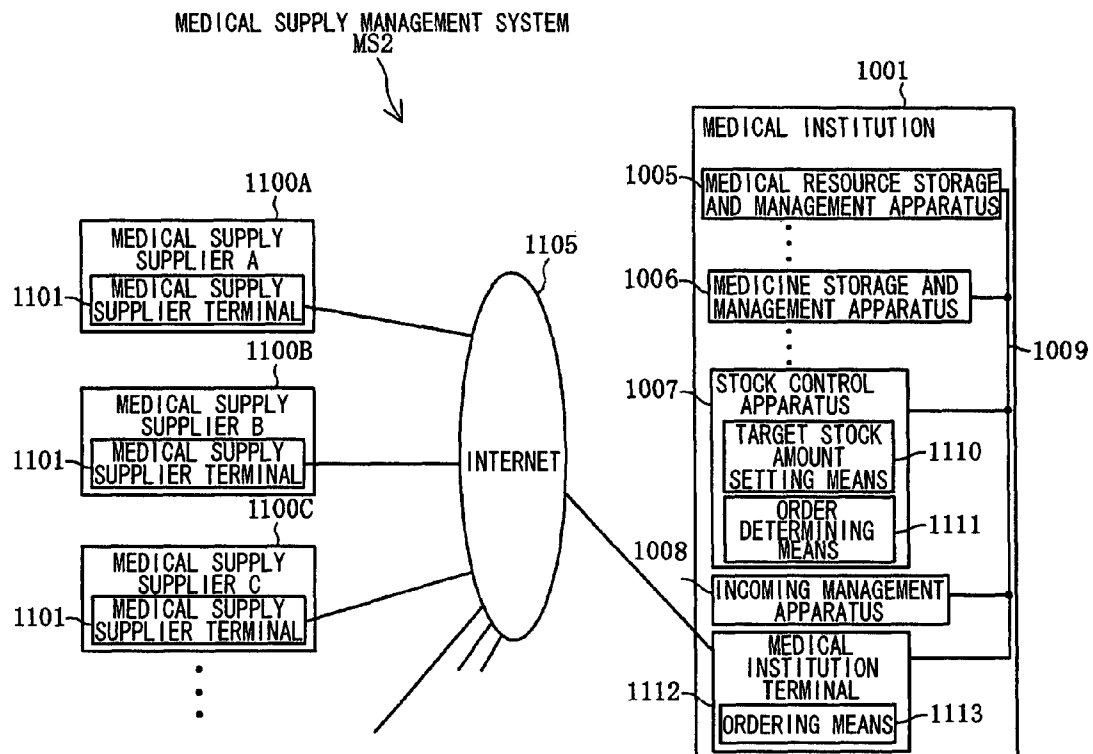 MEDICAL SUPPLY MANAGEMENT SYSTEM
MS2
1100A
MEDICAL SUPPLY
SUPPLIER A
1101
MEDICAL SUPPLY
SUPPLIER TERMINAL
1100B
MEDICAL SUPPLY
SUPPLIER B
1101
MEDICAL SUPPLY
SUPPLIER TERMINAL
1100C
MEDICAL SUPPLY
SUPPLIER C
1101
MEDICAL SUPPLY
SUPPLIER TERMINAL
1105
INTERNET
1001
MEDICAL INSTITUTION
1005
MEDICAL RESOURCE STORAGE
AND MANAGEMENT APPARATUS
1006
MEDICINE STORAGE AND
MANAGEMENT APPARATUS
1009
1007
STOCK CONTROL
APPARATUS
TARGET STOCK
AMOUNT
SETTING MEANS
1110
ORDER
DETERMINING
MEANS
1111
1008
INCOMING MANAGEMENT
APPARATUS
MEDICAL
INSTITUTION
TERMINAL
1112
ORDERING MEANS
1113